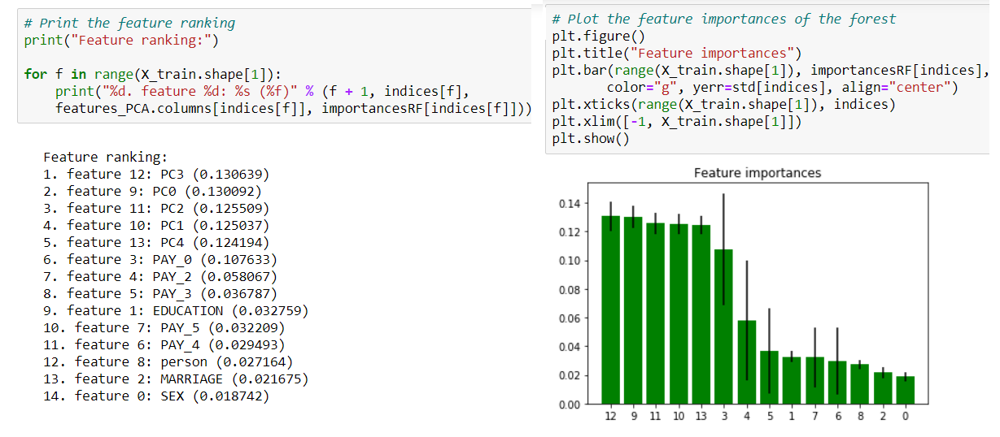 # Print the feature ranking
print("Feature ranking:")
for f in range(X_train.shape[1]):
    print("%d. feature %d: %s (%f)" % (f + 1, indices[f],
    features_PCA.columns[indices[f]], importancesRF[indices[f]]))
Feature ranking:
1. feature 12: PC3 (0.130639)
2. feature 9: PC0 (0.130092)
3. feature 11: PC2 (0.125509)
4. feature 10: PC1 (0.125037)
5. feature 13: PC4 (0.124194)
6. feature 3: PAY_0 (0.107633)
7. feature 4: PAY_2 (0.058067)
8. feature 5: PAY_3 (0.036787)
9. feature 1: EDUCATION (0.032759)
10. feature 7: PAY_5 (0.032209)
11. feature 6: PAY_4 (0.029493)
12. feature 8: person (0.027164)
13. feature 2: MARRIAGE (0.021675)
14. feature 0: SEX (0.018742)
# Plot the feature importances of the forest
plt.figure()
plt.title("Feature importances")
plt.bar(range(X_train.shape[1]), importancesRF[indices],
       color="g", yerr=std[indices], align="center")
plt.xticks(range(X_train.shape[1]), indices)
plt.xlim([-1, X_train.shape[1]])
plt.show()
Feature importances
0.14
0.12
0.10
0.08
0.06
0.04
0.02
0.00
12 9 11 10 13 3 4 5 1 7 6 8 2 0